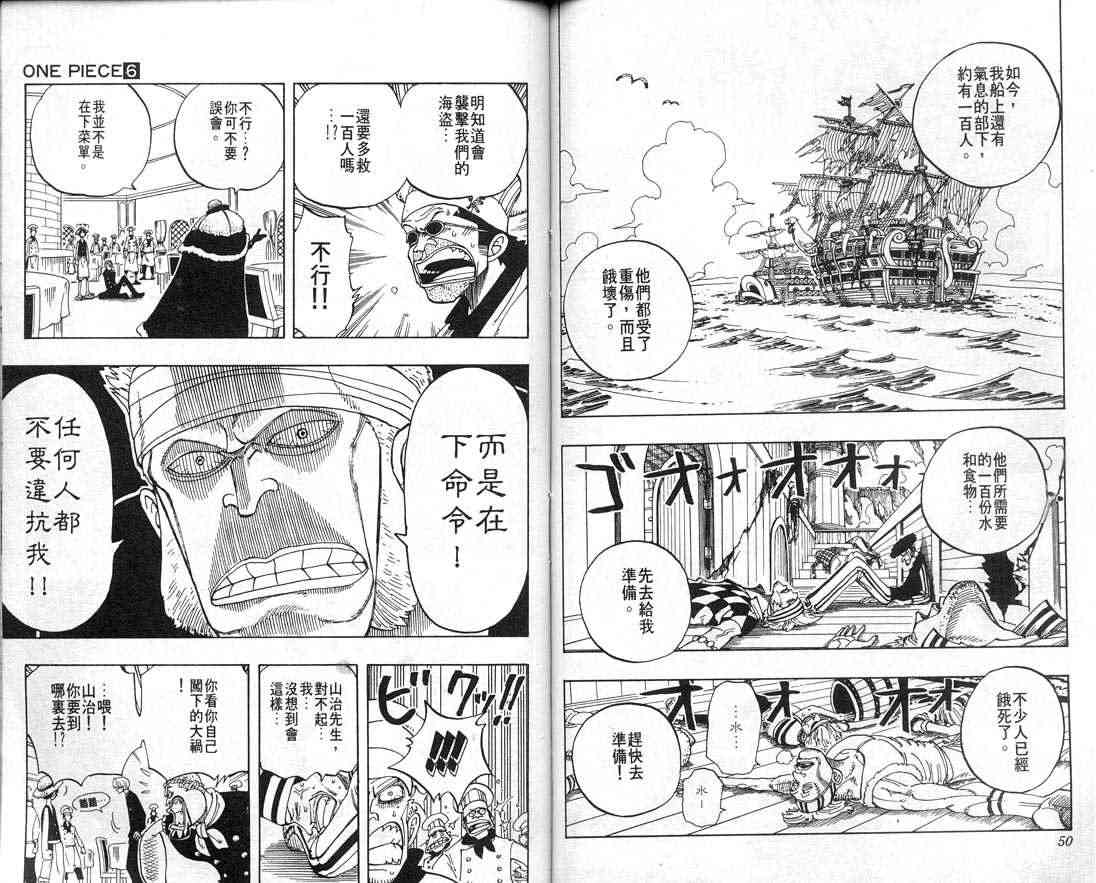 如今，
我船上還有
氣息的部下，
約有一百人。
他們都受了
重傷，而且
餓壞了。
他們所需要
的一百份水
和食物…
先去給我
準備。
ゴオオオオオ
不少人已經
餓死了。
…水…
水－
趕快去
準備！
オオオオ
50
ONE PIECE6
明知道會
襲擊我們的
海盜…
還要多救
一百人嗎
…!?
不行!!
不行…?
你可不要
誤會。
我並不是
在下菜單。
而是在
下命令！
任何人都
不要違抗我!!
ビクッ!!
!!!
山治先生，
對不起…
我…
沒想到會
這樣…
你看你自己
闖下的大禍
！
…喂！
山治！
你要到
哪裏去!?
踏踏